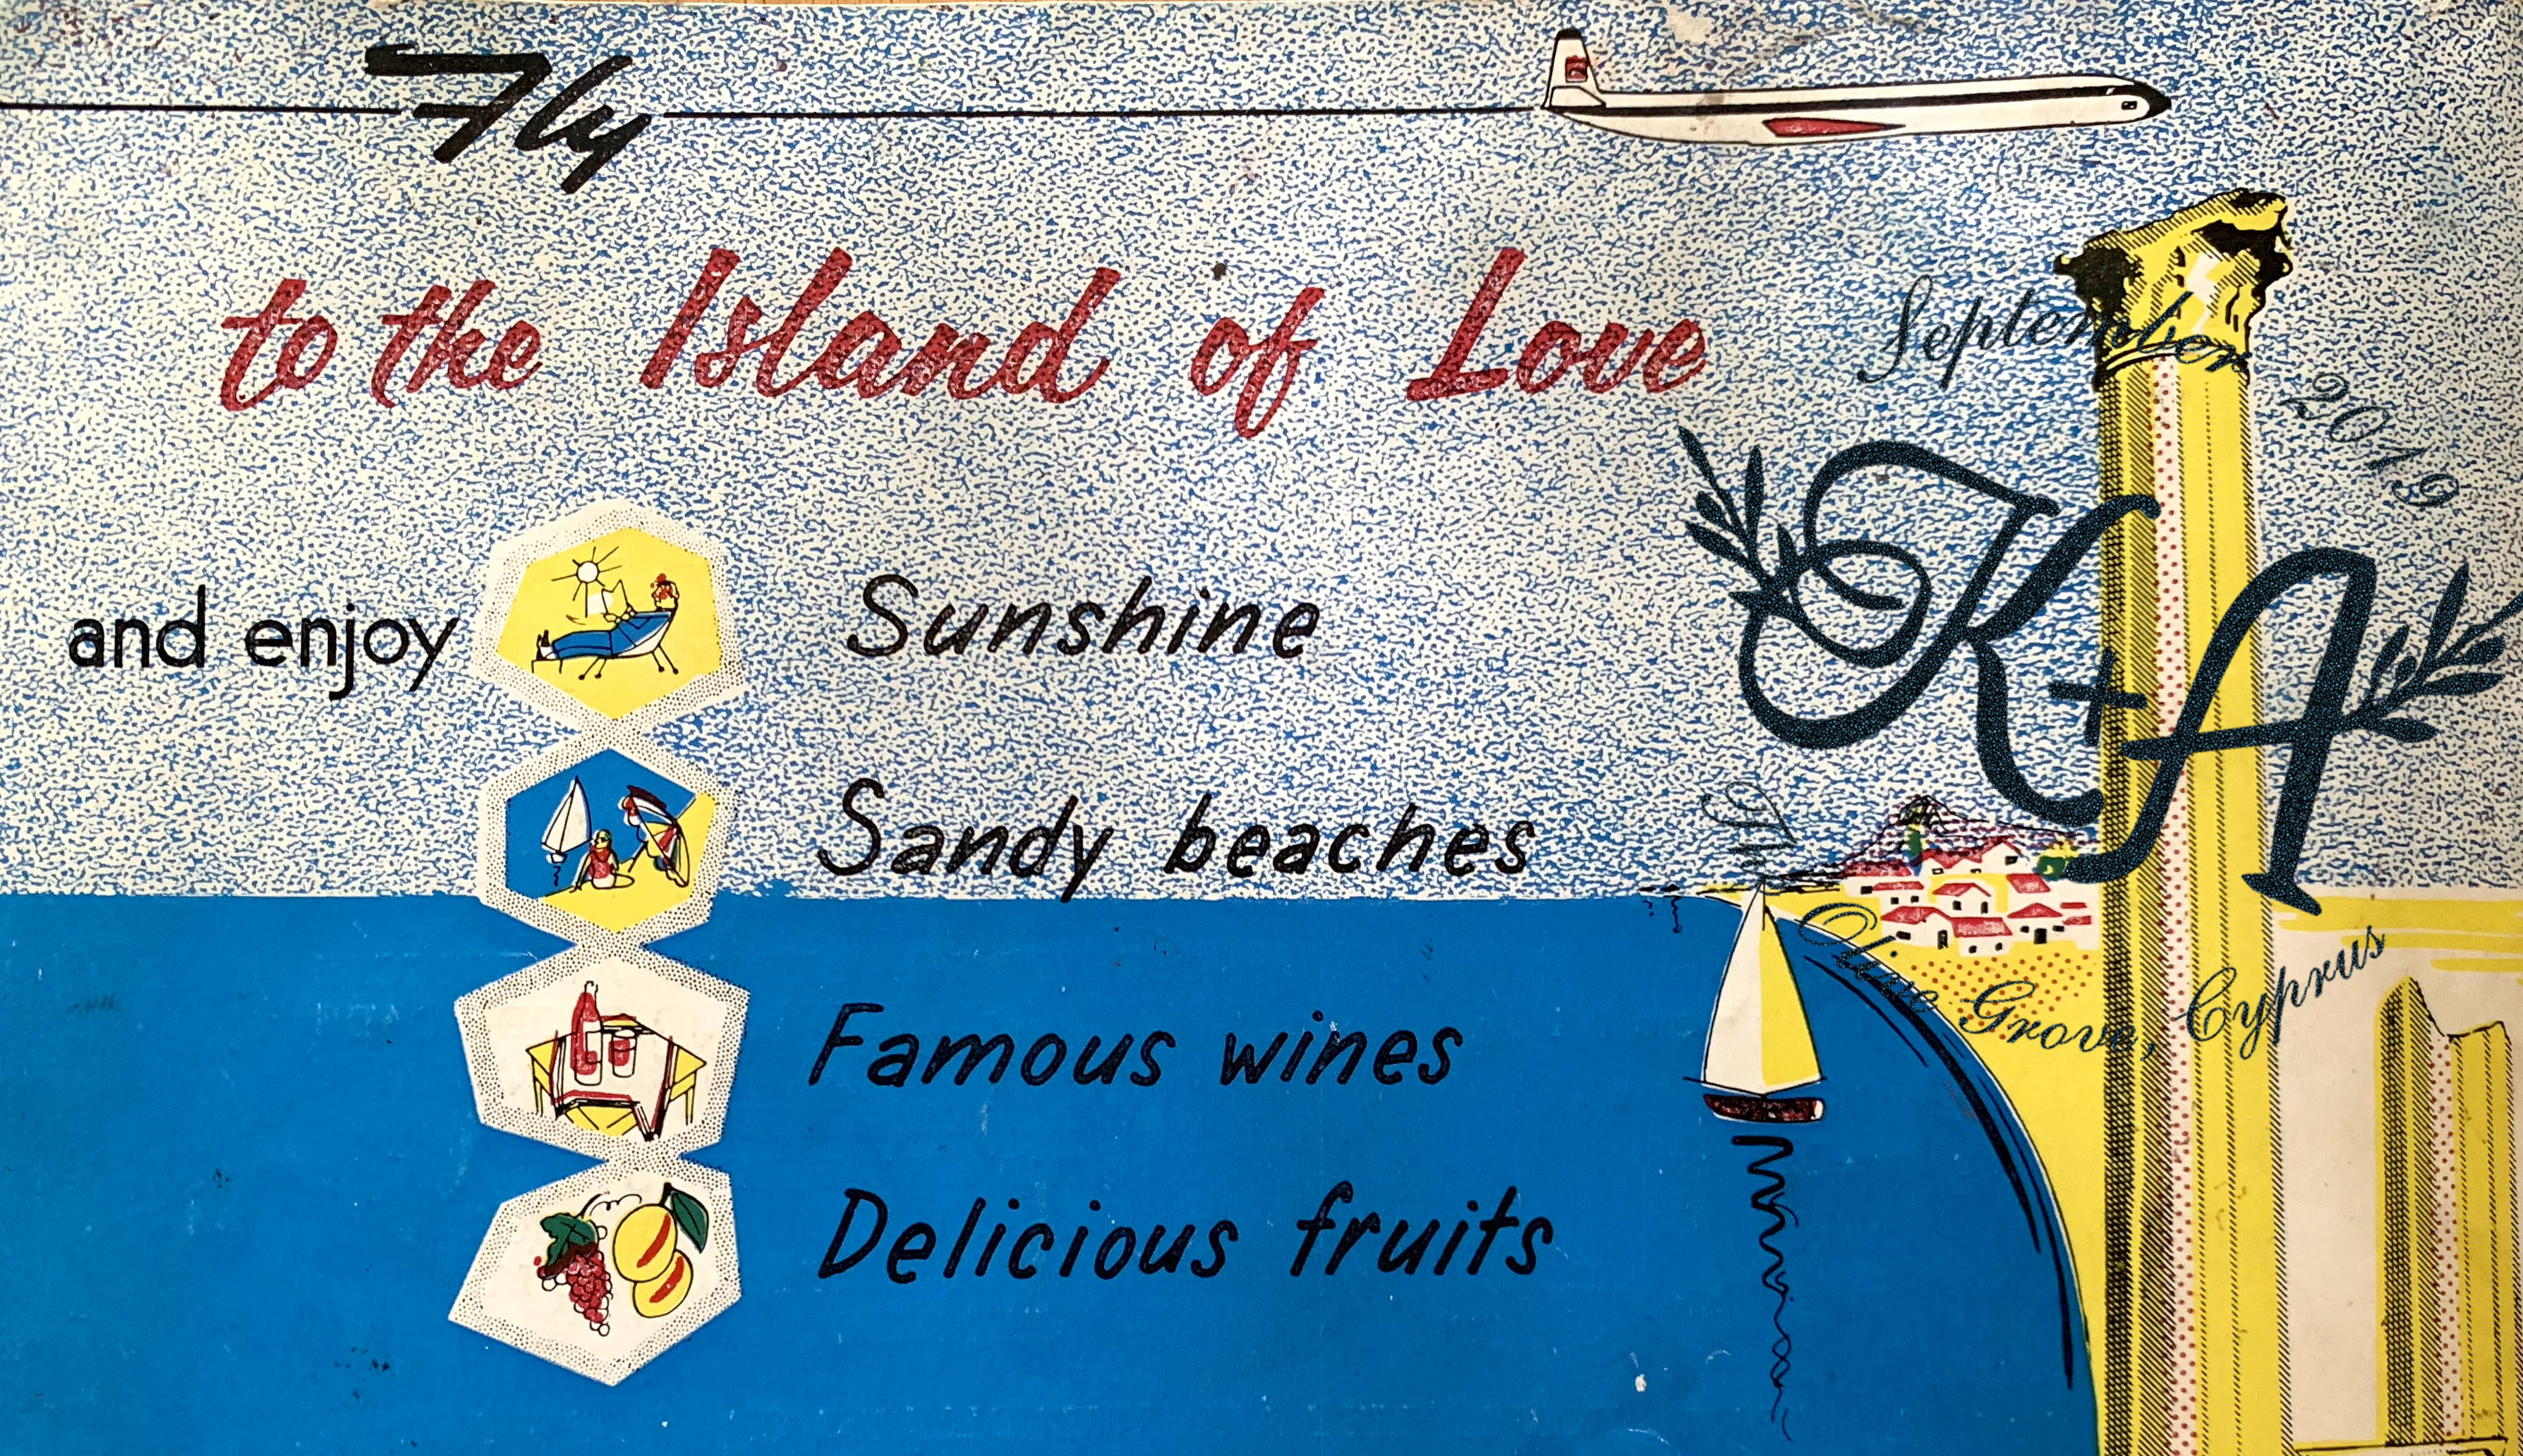 Fly
to the Island of Love
and enjoy
Sunshine
Sandy beaches
Famous wines
Delicious fruits
September 2019
K+A
The Olive Grove, Cyprus